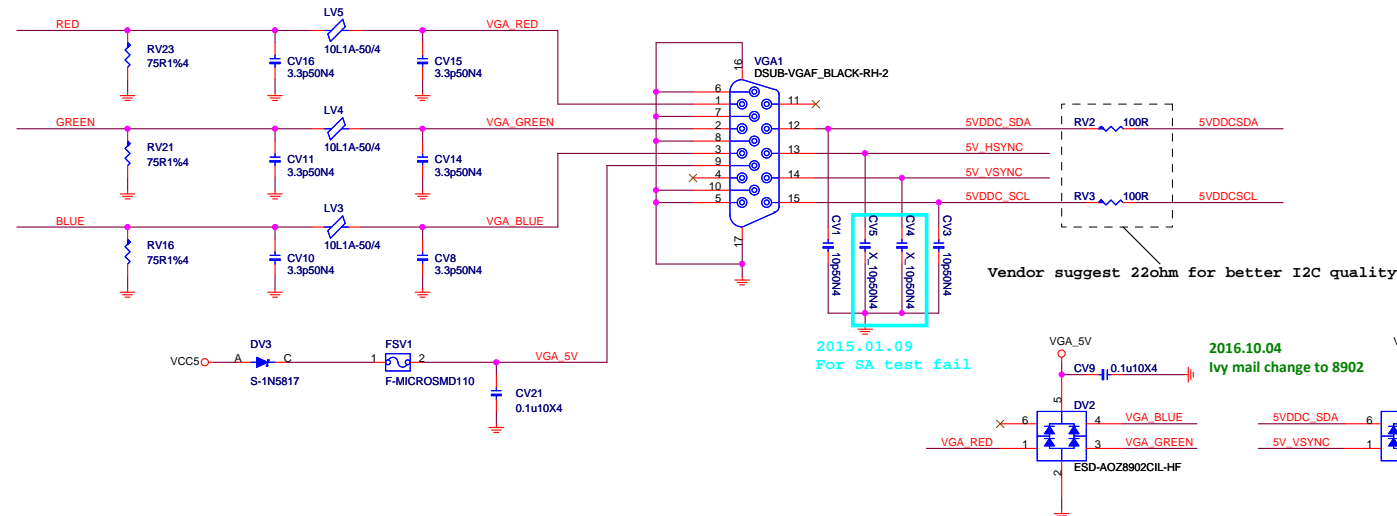 RED
LV5
VGA_RED
RV23
75R1%4
10L1A-50/4
CV16
3.3p50N4
CV15
3.3p50N4
GREEN
LV4
VGA_GREEN
RV21
75R1%4
10L1A-50/4
CV11
3.3p50N4
CV14
3.3p50N4
BLUE
LV3
VGA_BLUE
RV16
75R1%4
10L1A-50/4
CV10
3.3p50N4
CV8
3.3p50N4
VGA1
DSUB-VGAF_BLACK-RH-2
16
6
1
7
2
8
3
9
4
10
5
11
12
13
14
15
17
5VDDC_SDA
5V_HSYNC
5V_VSYNC
5VDDC_SCL
RV2
100R
5VDDCSDA
RV3
100R
5VDDCSCL
CV1
10p50N4
CV5
X_10p50N4
CV4
X_10p50N4
CV3
10p50N4
Vendor suggest 22ohm for better I2C quality
2015.01.09
For SA test fail
VCC5
DV3
A
C
S-1N5817
FSV1
1
2
F-MICROSMD110
VGA_5V
CV21
0.1u10X4
VGA_5V
CV9
0.1u10X4
2016.10.04
Ivy mail change to 8902
5
DV2
6
4
VGA_BLUE
VGA_RED
1
3
VGA_GREEN
2
ESD-AOZ8902CIL-HF
5VDDC_SDA
6
5V_VSYNC
1